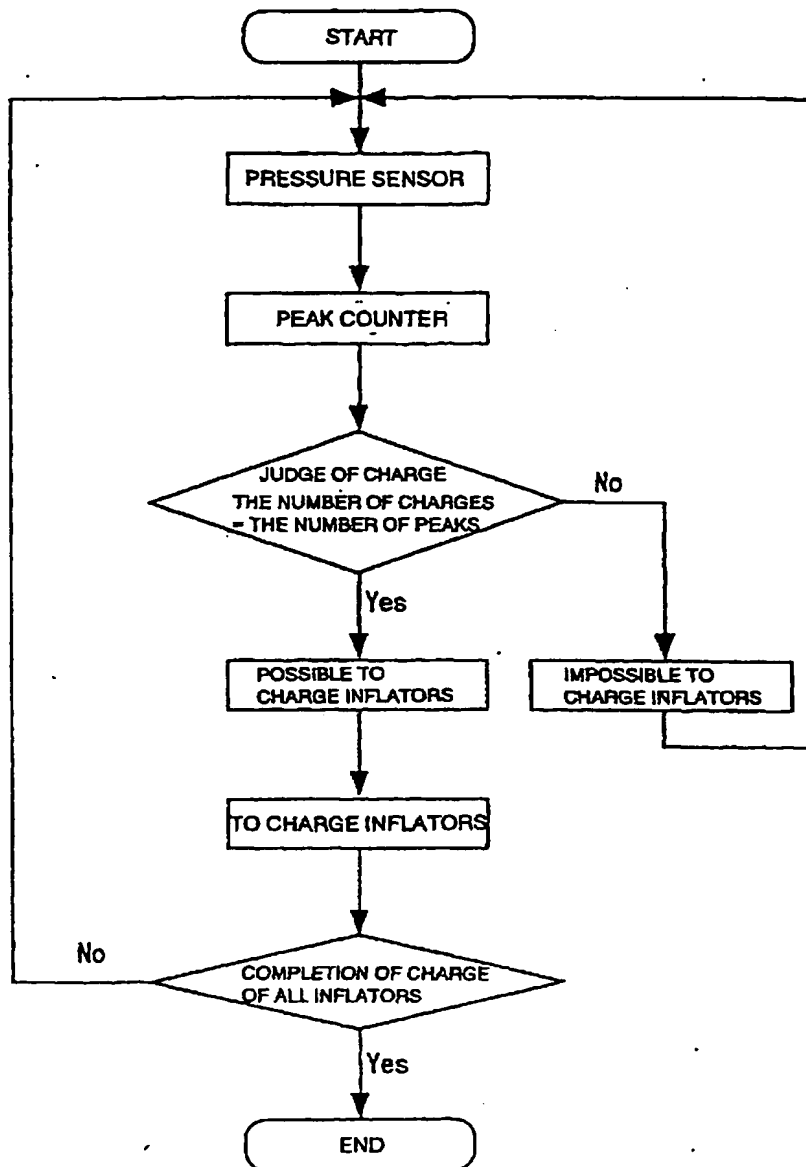 START
PRESSURE SENSOR
PEAK COUNTER
JUDGE OF CHARGE
THE NUMBER OF CHARGES
= THE NUMBER OF PEAKS
No
Yes
POSSIBLE TO
CHARGE INFLATORS
IMPOSSIBLE TO
CHARGE INFLATORS
TO CHARGE INFLATORS
No
COMPLETION OF CHARGE
OF ALL INFLATORS
Yes
END